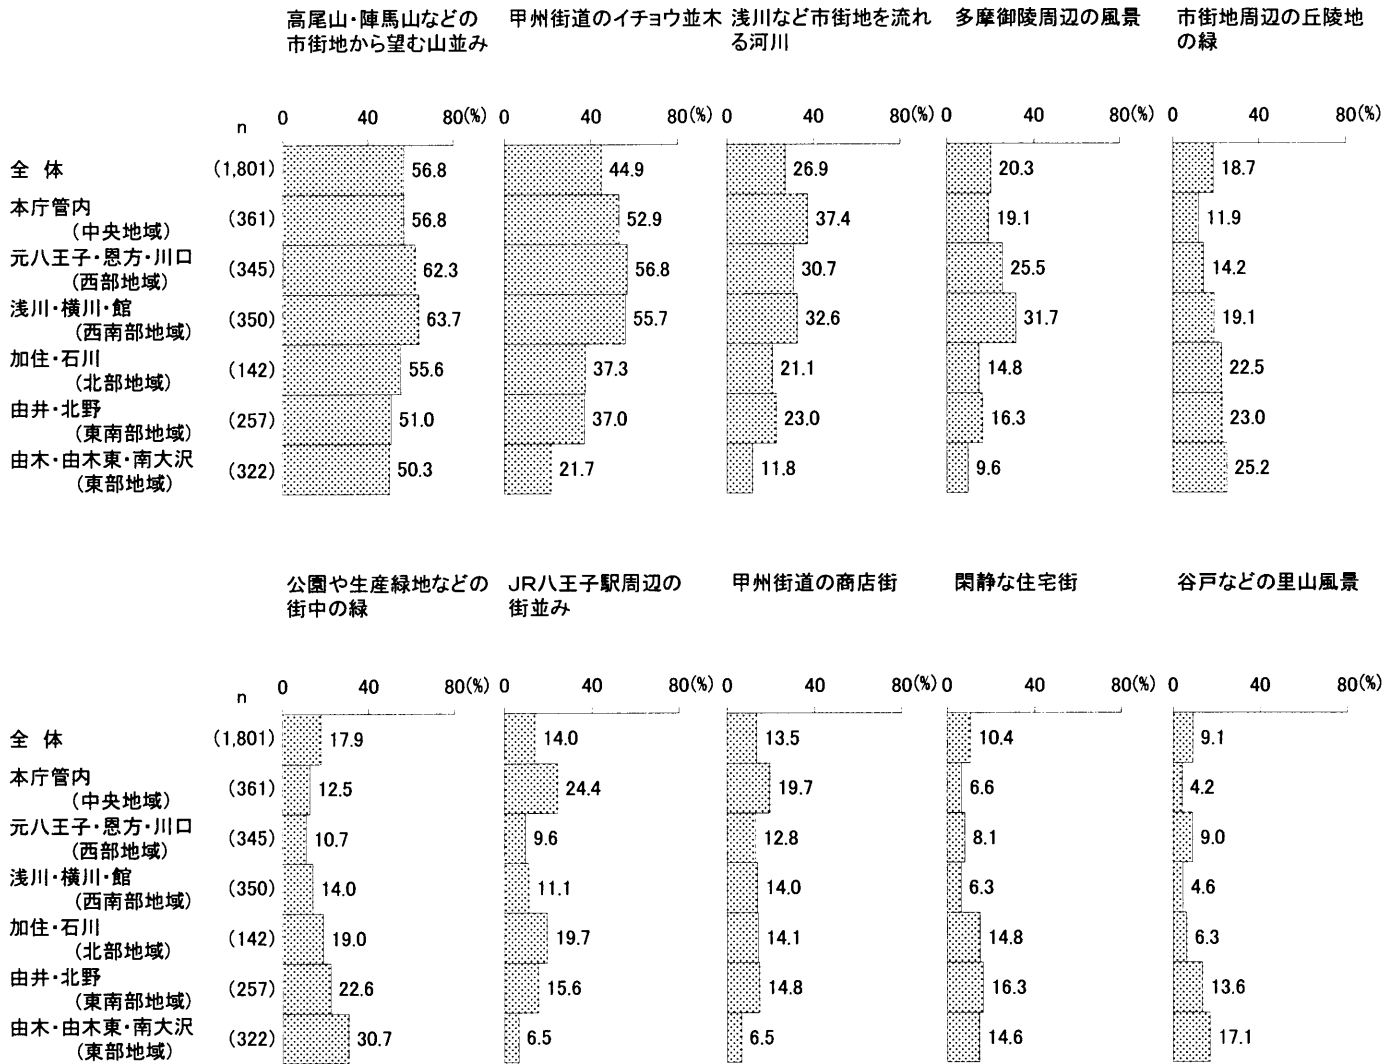 高尾山・陣馬山などの
市街地から望む山並み
甲州街道のイチョウ並木
浅川など市街地を流れ
る河川
多摩御陵周辺の風景
市街地周辺の丘陵地
の緑
n
0 40 80(%)
0 40 80(%)
0 40 80(%)
0 40 80(%)
0 40 80(%)
全 体 (1,801) 56.8 44.9 26.9 20.3 18.7
本庁管内
(中央地域) (361) 56.8 52.9 37.4 19.1 11.9
元八王子・恩方・川口
(西部地域) (345) 62.3 56.8 30.7 25.5 14.2
浅川・横川・館
(西南部地域) (350) 63.7 55.7 32.6 31.7 19.1
加住・石川
(北部地域) (142) 55.6 37.3 21.1 14.8 22.5
由井・北野
(東南部地域) (257) 51.0 37.0 23.0 16.3 23.0
由木・由木東・南大沢
(東部地域) (322) 50.3 21.7 11.8 9.6 25.2
公園や生産緑地などの
街中の緑
JR八王子駅周辺の
街並み
甲州街道の商店街
閑静な住宅街
谷戸などの里山風景
n
0 40 80(%)
0 40 80(%)
0 40 80(%)
0 40 80(%)
0 40 80(%)
全 体 (1,801) 17.9 14.0 13.5 10.4 9.1
本庁管内
(中央地域) (361) 12.5 24.4 19.7 6.6 4.2
元八王子・恩方・川口
(西部地域) (345) 10.7 9.6 12.8 8.1 9.0
浅川・横川・館
(西南部地域) (350) 14.0 11.1 14.0 6.3 4.6
加住・石川
(北部地域) (142) 19.0 19.7 14.1 14.8 6.3
由井・北野
(東南部地域) (257) 22.6 15.6 14.8 16.3 13.6
由木・由木東・南大沢
(東部地域) (322) 30.7 6.5 6.5 14.6 17.1